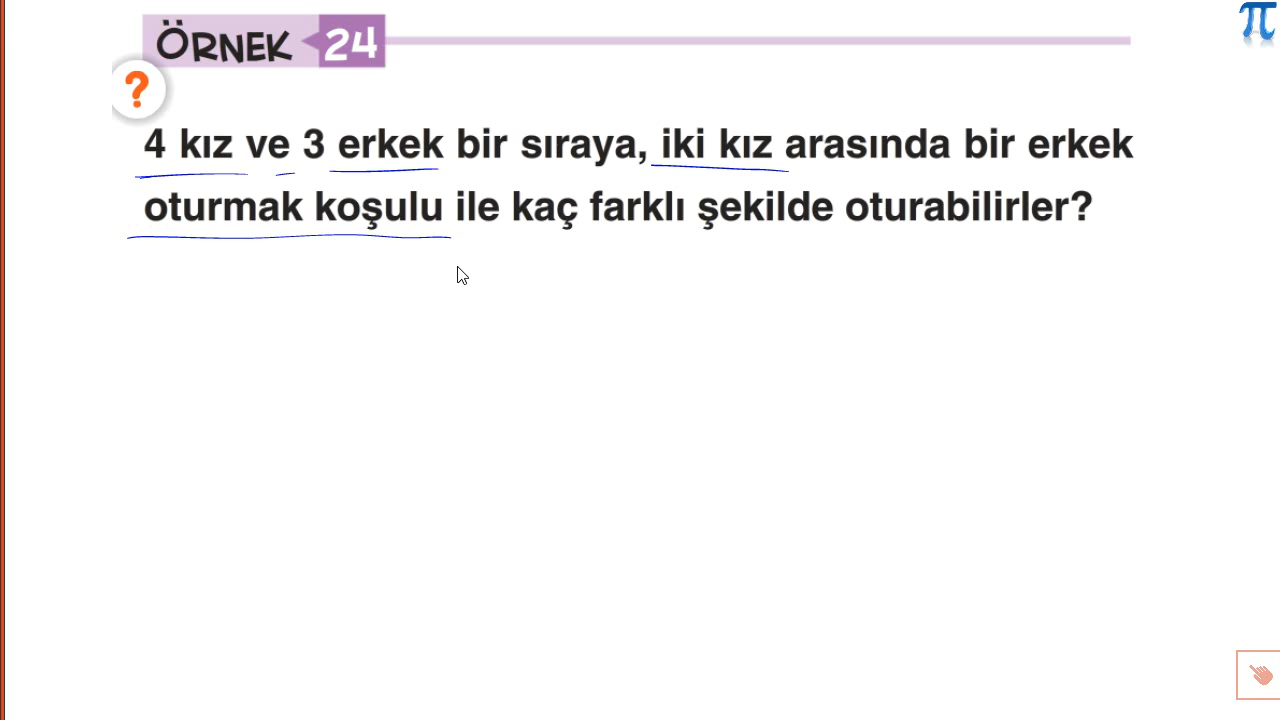 ÖRNEK 24
?
4 kız ve 3 erkek bir sıraya, iki kız arasında bir erkek
oturmak koşulu ile kaç farklı şekilde oturabilirler?
π